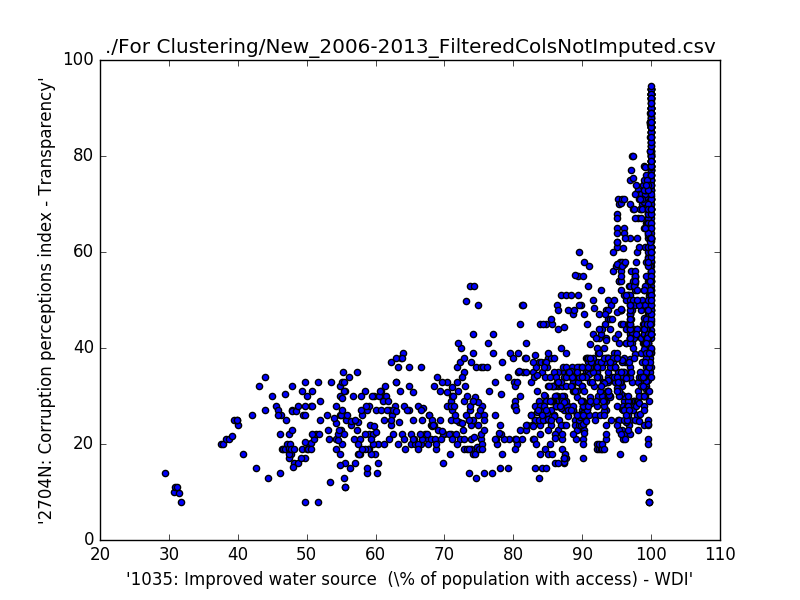 ./For Clustering/New_2006-2013_FilteredColsNotImputed.csv
'2704N: Corruption perceptions index - Transparency'
100
80
60
40
20
0
20 30 40 50 60 70 80 90 100 110
'1035: Improved water source  (\% of population with access) - WDI'